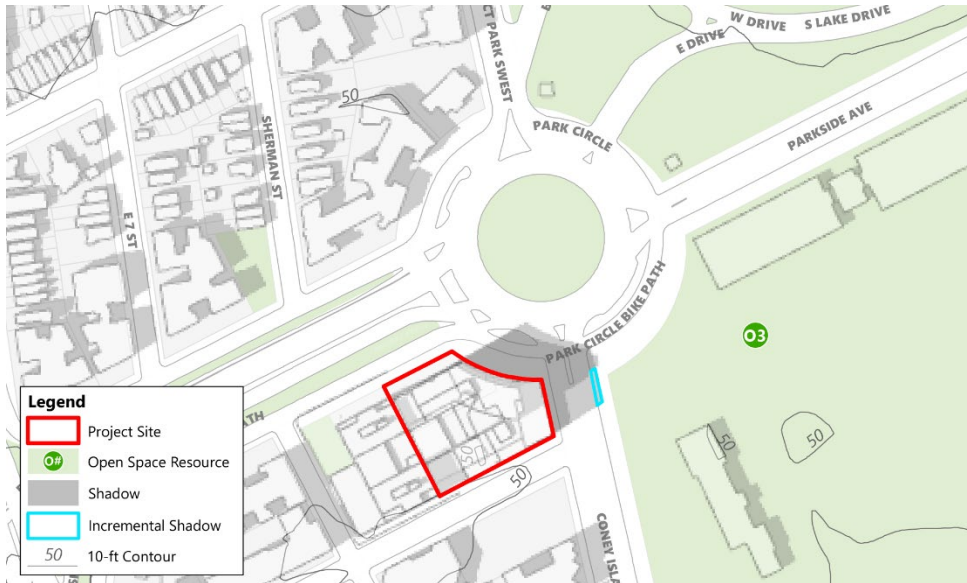 W DRIVE
S LAKE DRIVE
E DRIVE
CT PARK SWEST
50
PARK CIRCLE
PARKSIDE AVE
SHERMAN ST
E 7 ST
PARK CIRCLE BIKE PATH
O3
PATH
50
50
50
50
CONEY ISLA
Legend
Project Site
O# Open Space Resource
Shadow
Incremental Shadow
50 10-ft Contour